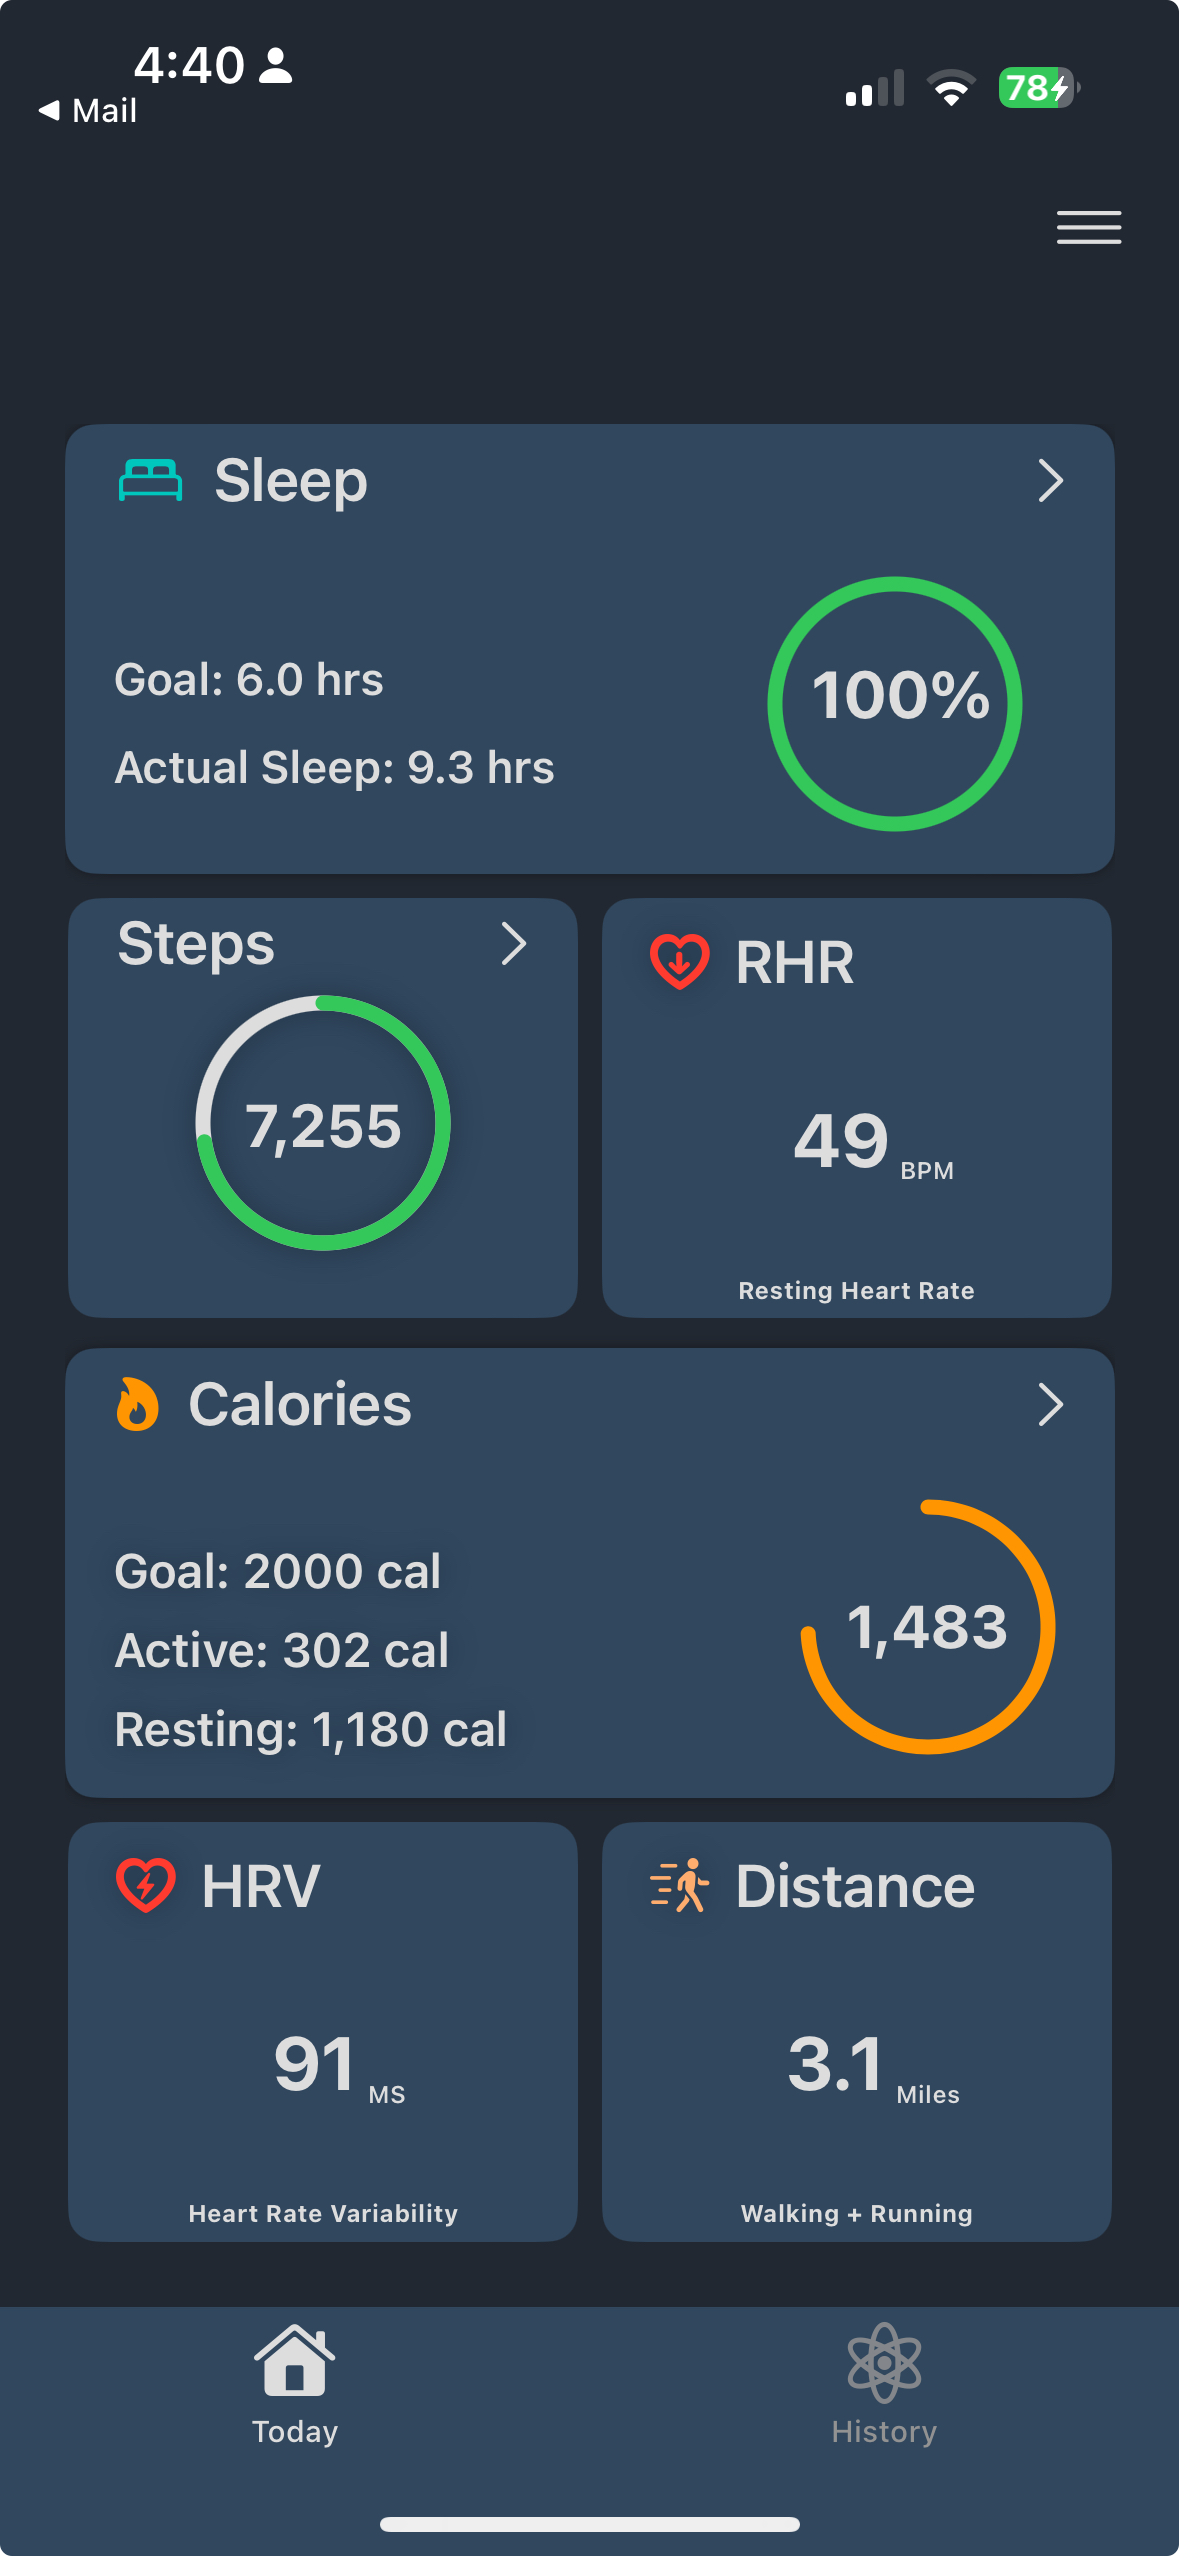 4:40
Mail
78
Sleep
Goal: 6.0 hrs
Actual Sleep: 9.3 hrs
100%
Steps
7,255
RHR
49 BPM
Resting Heart Rate
Calories
Goal: 2000 cal
Active: 302 cal
Resting: 1,180 cal
1,483
HRV
91 MS
Heart Rate Variability
Distance
3.1 Miles
Walking + Running
Today
History